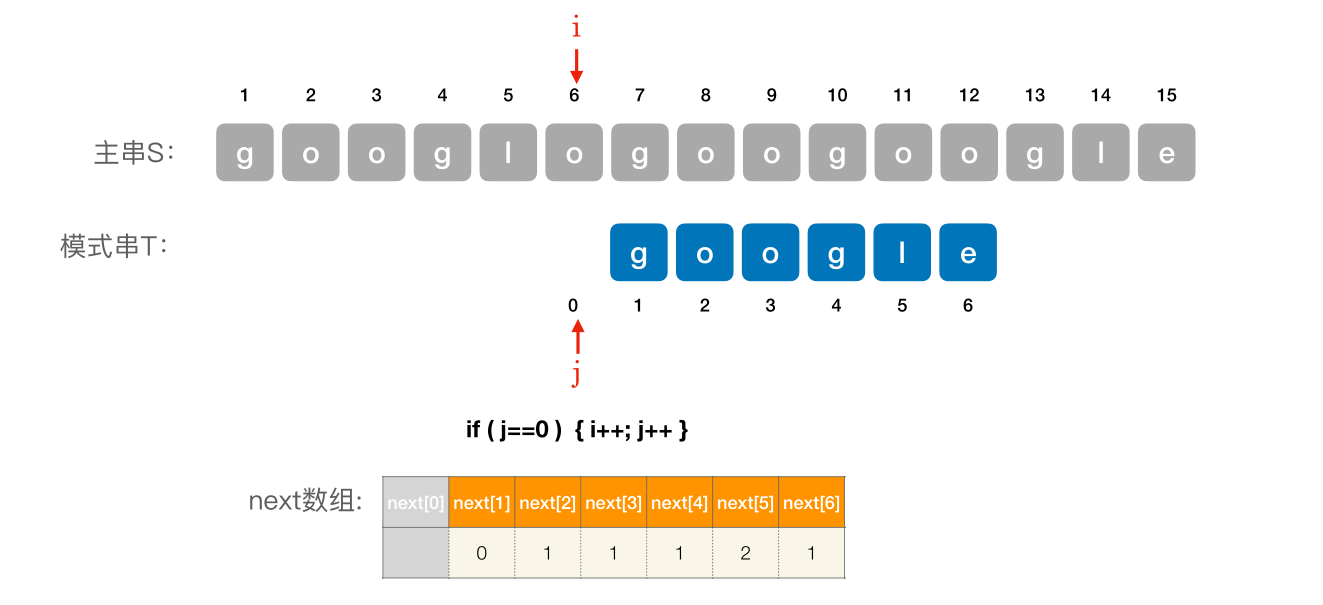 i
1 2 3 4 5 6 7 8 9 10 11 12 13 14 15
主串S: g o o g l o g o o g o o g l e
模式串T: g o o g l e
0 1 2 3 4 5 6
j
if ( j==0 ) { i++; j++ }
next数组: next[0] next[1] next[2] next[3] next[4] next[5] next[6]
0 1 1 1 2 1